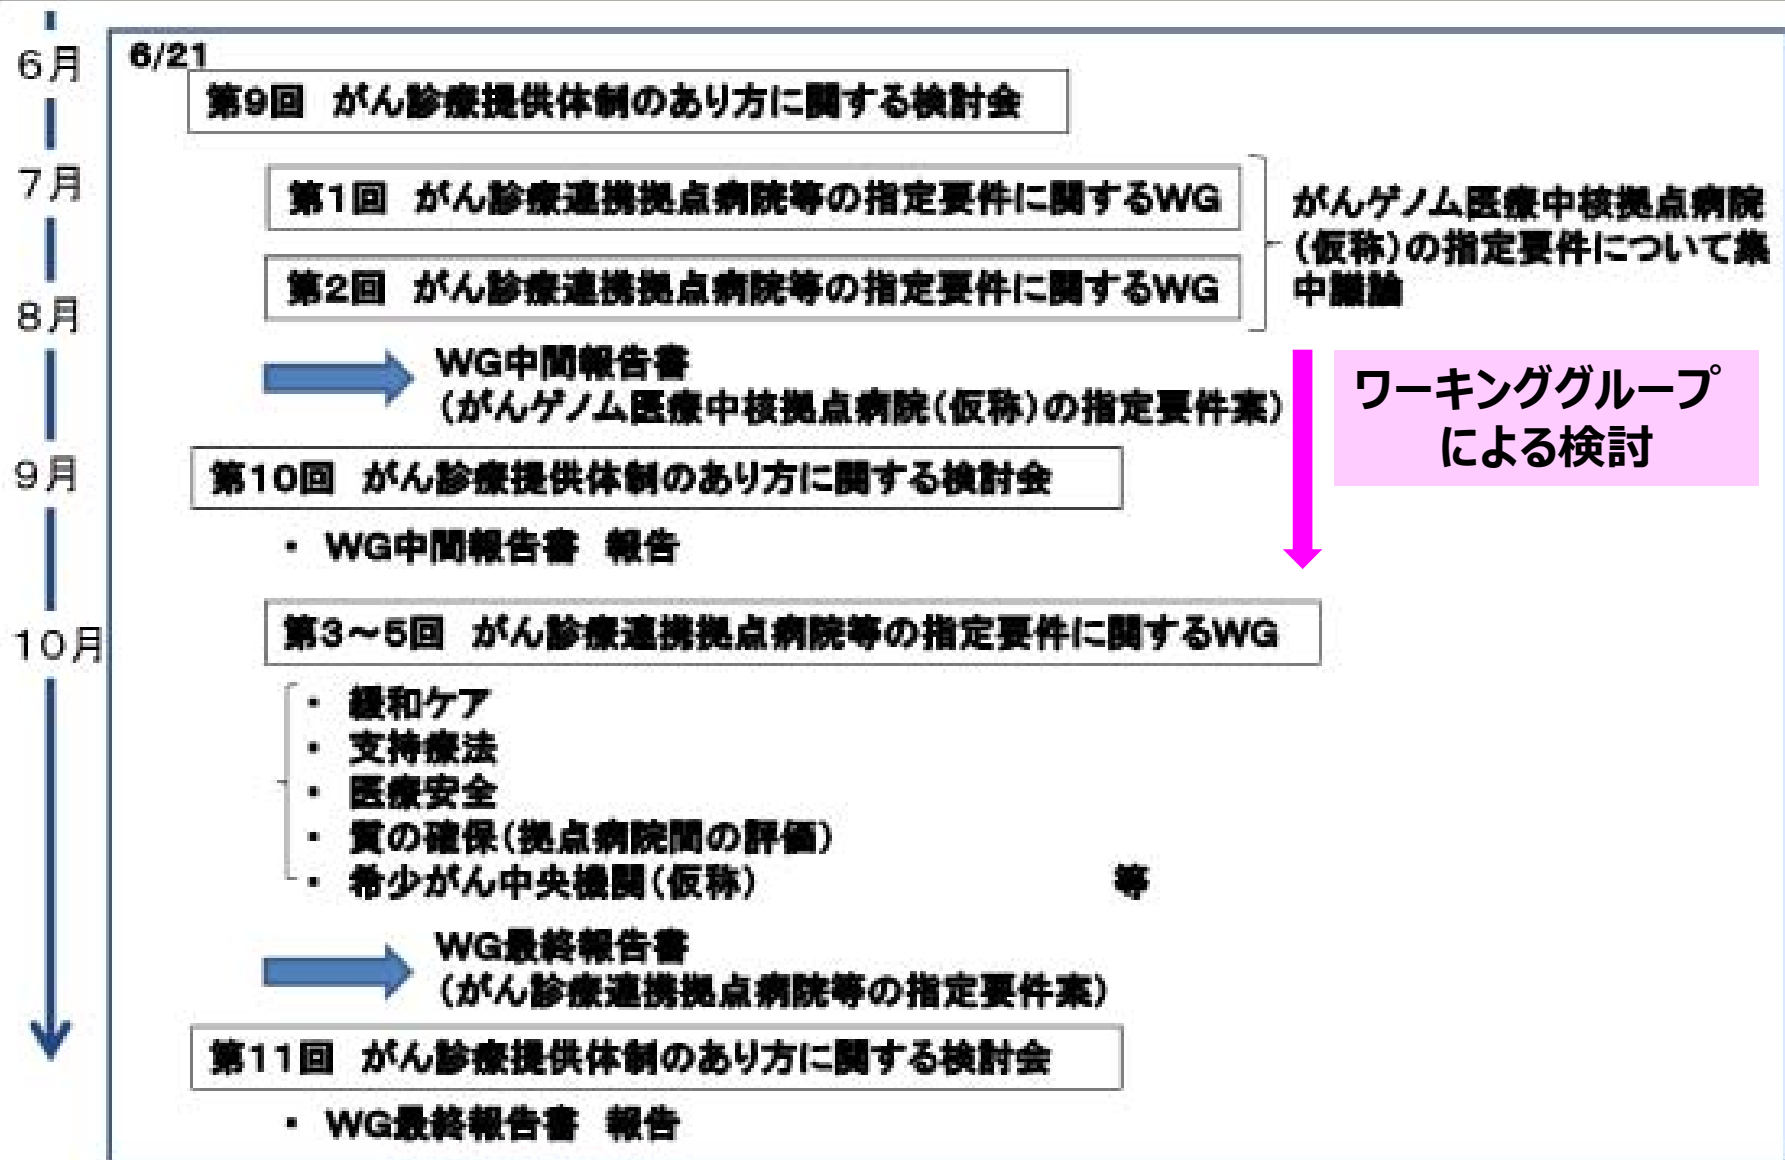 6月
6/21
第9回 がん診療提供体制のあり方に関する検討会
7月
第1回 がん診療連携拠点病院等の指定要件に関するWG
第2回 がん診療連携拠点病院等の指定要件に関するWG
がんゲノム医療中核拠点病院
(仮称)の指定要件について集
中議論
8月
WG中間報告書
(がんゲノム医療中核拠点病院(仮称)の指定要件案)
ワーキンググループ
による検討
9月
第10回 がん診療提供体制のあり方に関する検討会
・ WG中間報告書 報告
10月
第3～5回 がん診療連携拠点病院等の指定要件に関するWG
・ 緩和ケア
・ 支持療法
・ 医療安全
・ 質の確保(拠点病院間の評価)
・ 希少がん中央機関(仮称) 等
WG最終報告書
(がん診療連携拠点病院等の指定要件案)
第11回 がん診療提供体制のあり方に関する検討会
・ WG最終報告書 報告